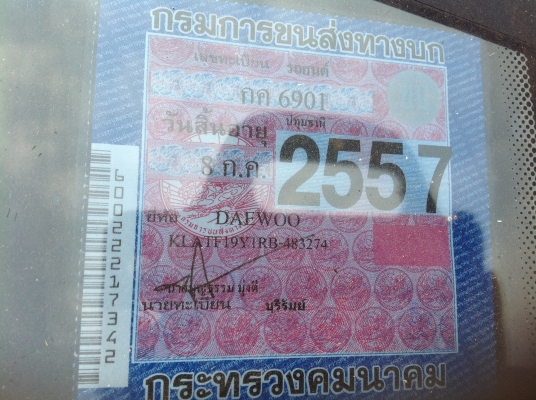 กรมการขนส่งทางบก
เลขทะเบียน รถยนต์
กค 6901
ปทุมธานี
วันสิ้นอายุ
8 ก.ค. 2557
ยี่ห้อ DAEWOO
KLATF19Y1RB-483274
นายทะเบียน บุรีรัมย์
กระทรวงคมนาคม
6002222217342